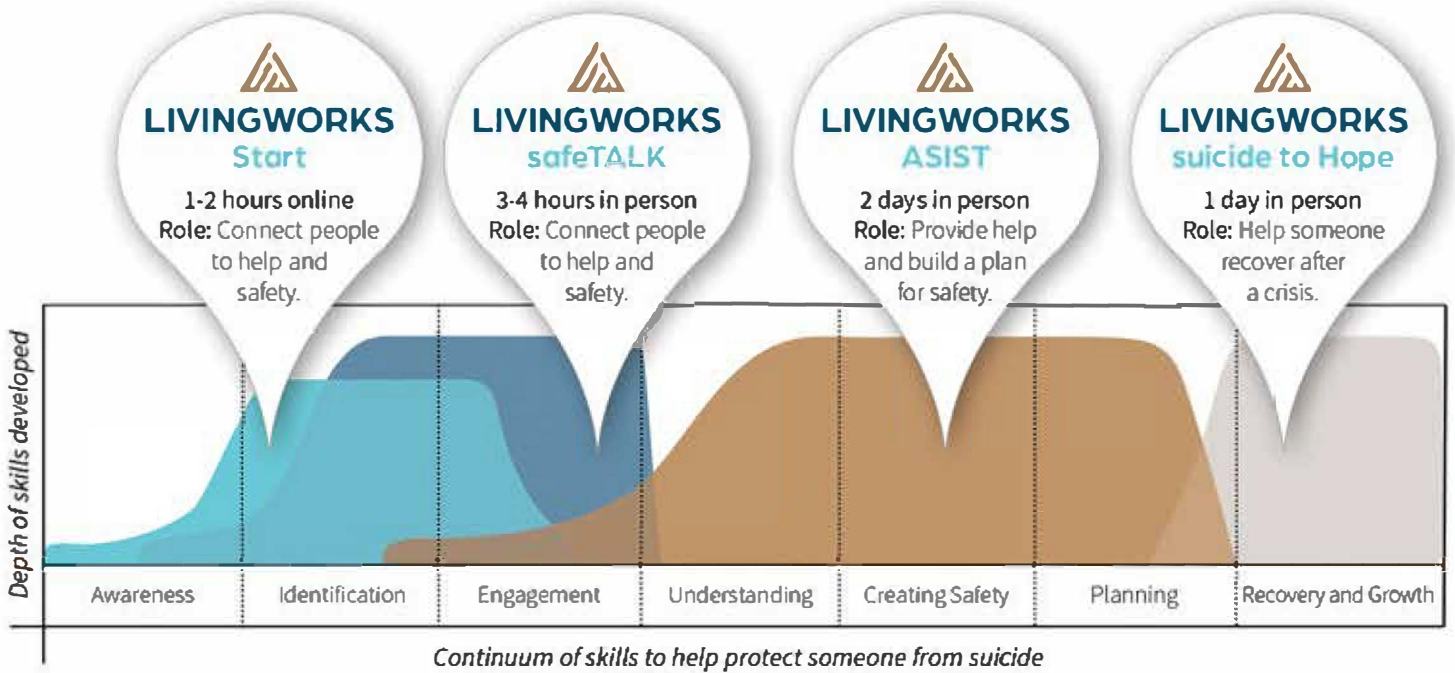 LIVINGWORKS
Start
1-2 hours online
Role: Connect people
to help and
safety.
LIVINGWORKS
safeTALK
3-4 hours in person
Role: Connect people
to help and
safety.
LIVINGWORKS
ASIST
2 days in person
Role: Provide help
and build a plan
for safety.
LIVINGWORKS
suicide to Hope
1 day in person
Role: Help someone
recover after
a crisis.
Depth of skills developed
Awareness
Identification
Engagement
Understanding
Creating Safety
Planning
Recovery and Growth
Continuum of skills to help protect someone from suicide